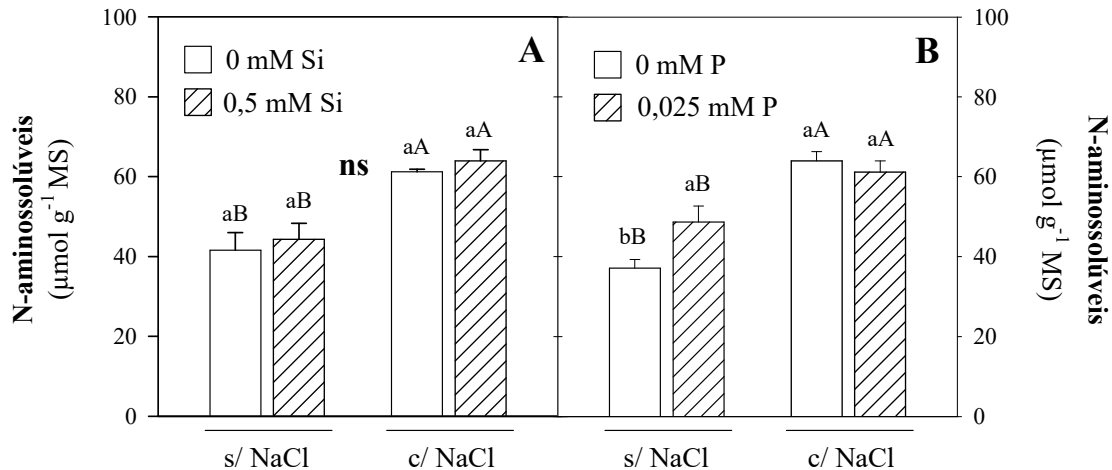 N-aminossolúveis
(µmol g-1 MS)
100
80
60
40
20
0
A
0 mM Si
0,5 mM Si
ns
aB
aB
aA
aA
s/ NaCl
c/ NaCl
B
0 mM P
0,025 mM P
bB
aB
aA
aA
s/ NaCl
c/ NaCl
100
80
60
40
20
0
N-aminossolúveis
(µmol g-1 MS)